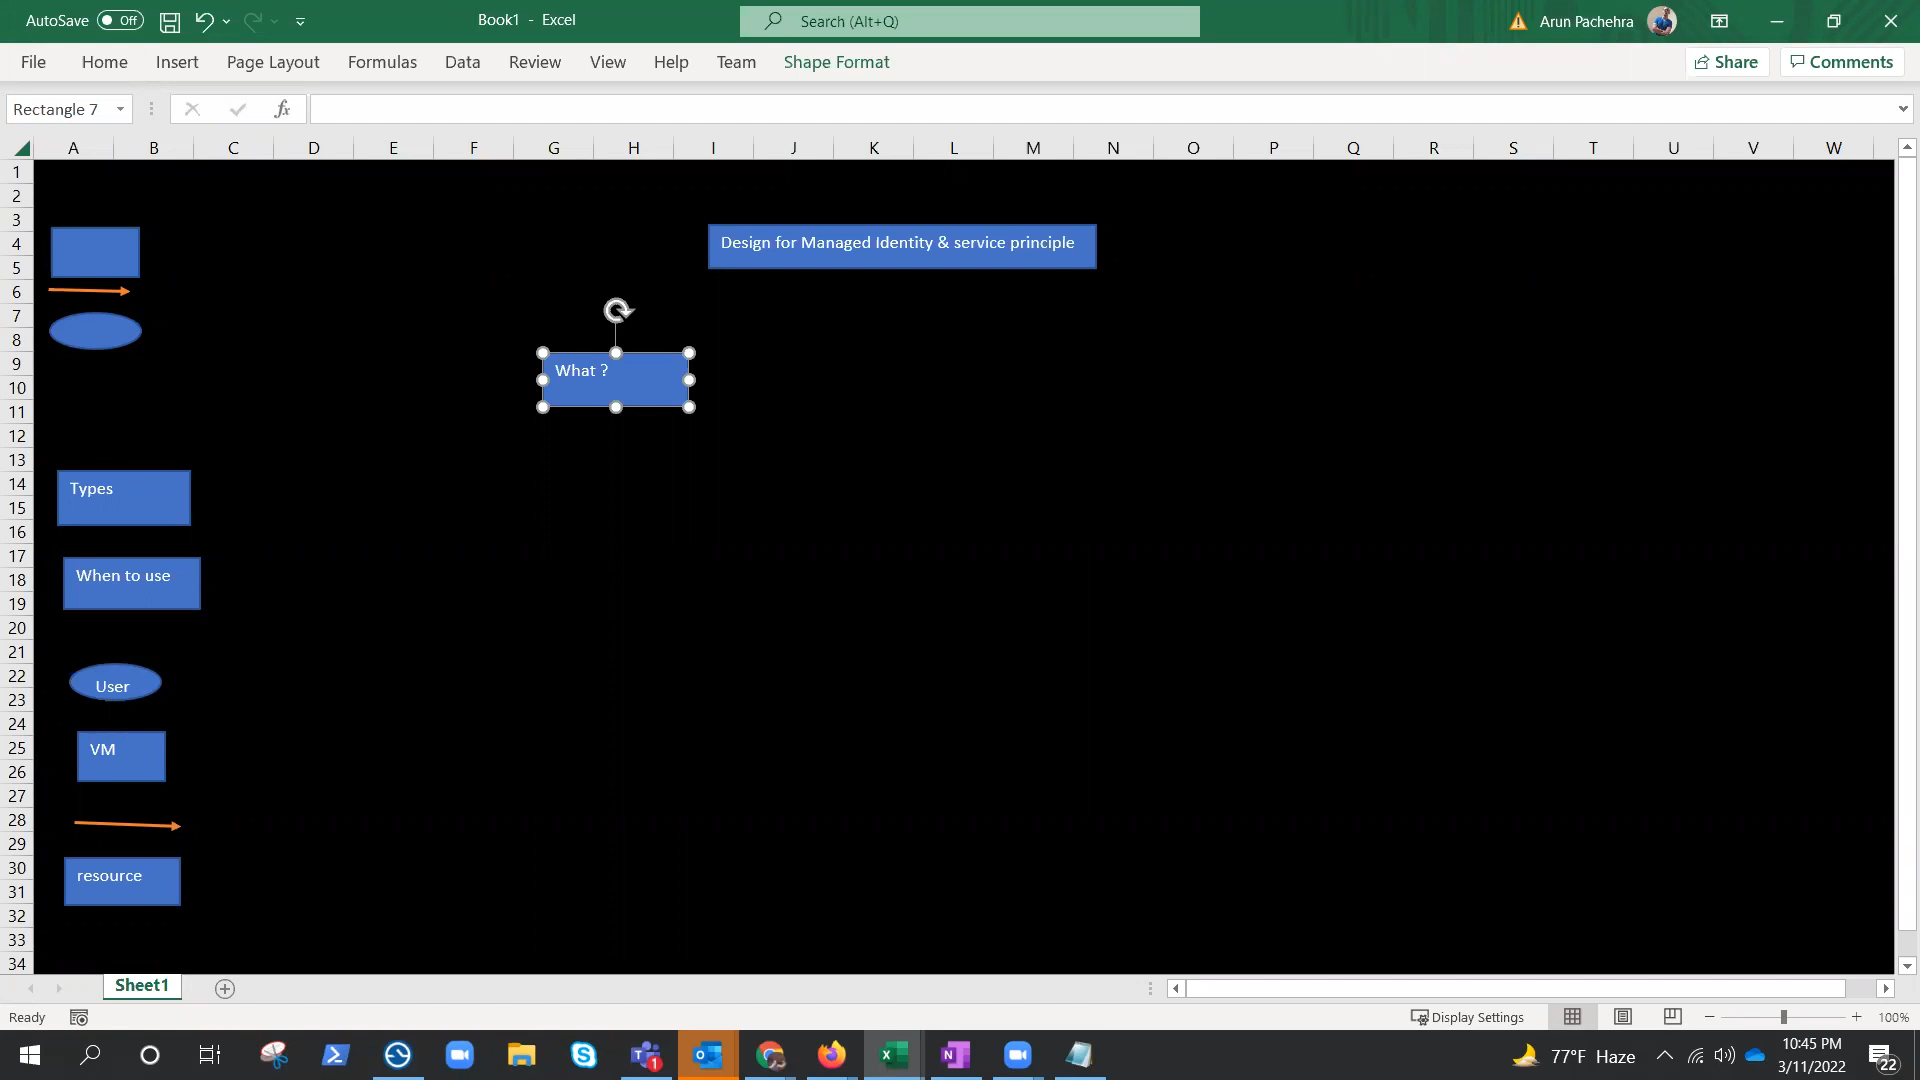 AutoSave Off
Book1 - Excel
Search (Alt+Q)
Arun Pachehra
File Home Insert Page Layout Formulas Data Review View Help Team Shape Format
Share
Comments
Rectangle 7
fx
A B C D E F G H I J K L M N O P Q R S T U V W
1
2
3
4
5
6
7
8
9
10
11
12
13
14
15
16
17
18
19
20
21
22
23
24
25
26
27
28
29
30
31
32
33
34
Design for Managed Identity & service principle
What ?
Types
When to use
User
VM
resource
Sheet1
Ready
Display Settings
100%
77°F Haze
10:45 PM
3/11/2022
22
1